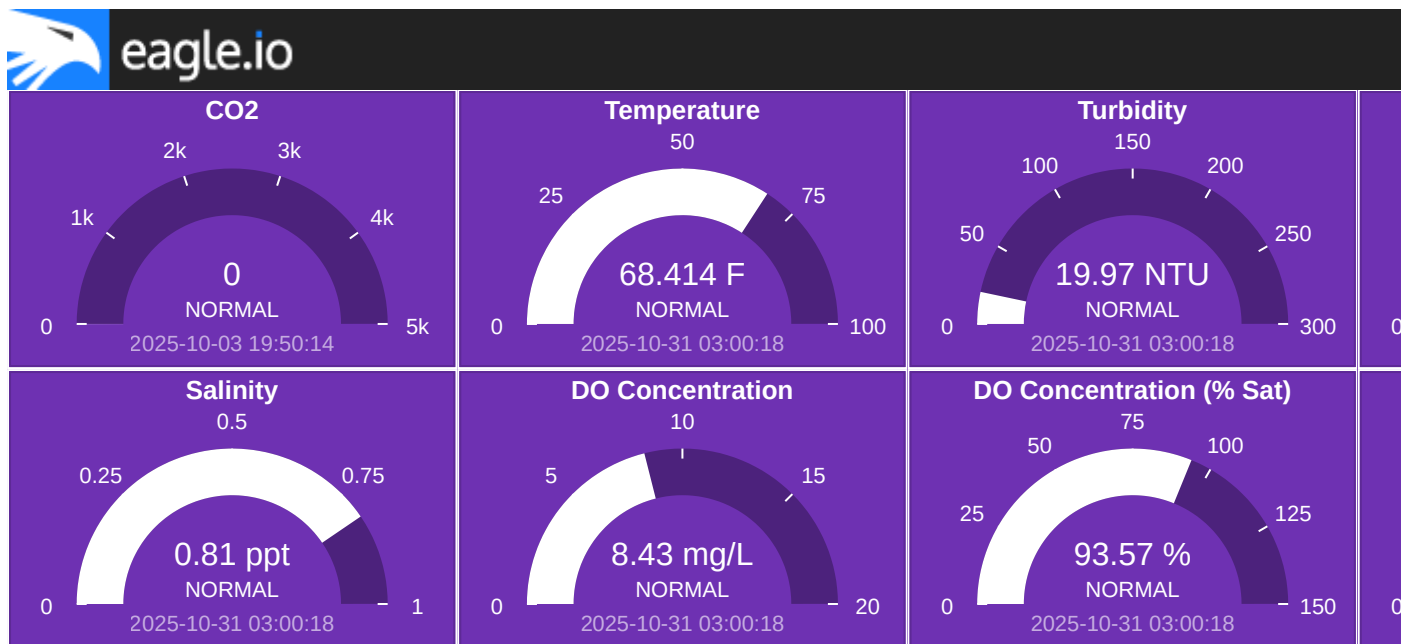 eagle.io
CO2
0
1k
2k
3k
4k
5k
0
NORMAL
2025-10-03 19:50:14
Temperature
0
25
50
75
100
68.414 F
NORMAL
2025-10-31 03:00:18
Turbidity
0
50
100
150
200
250
300
19.97 NTU
NORMAL
2025-10-31 03:00:18
0
Salinity
0
0.25
0.5
0.75
1
0.81 ppt
NORMAL
2025-10-31 03:00:18
DO Concentration
0
5
10
15
20
8.43 mg/L
NORMAL
2025-10-31 03:00:18
DO Concentration (% Sat)
0
25
50
75
100
125
150
93.57 %
NORMAL
2025-10-31 03:00:18
0